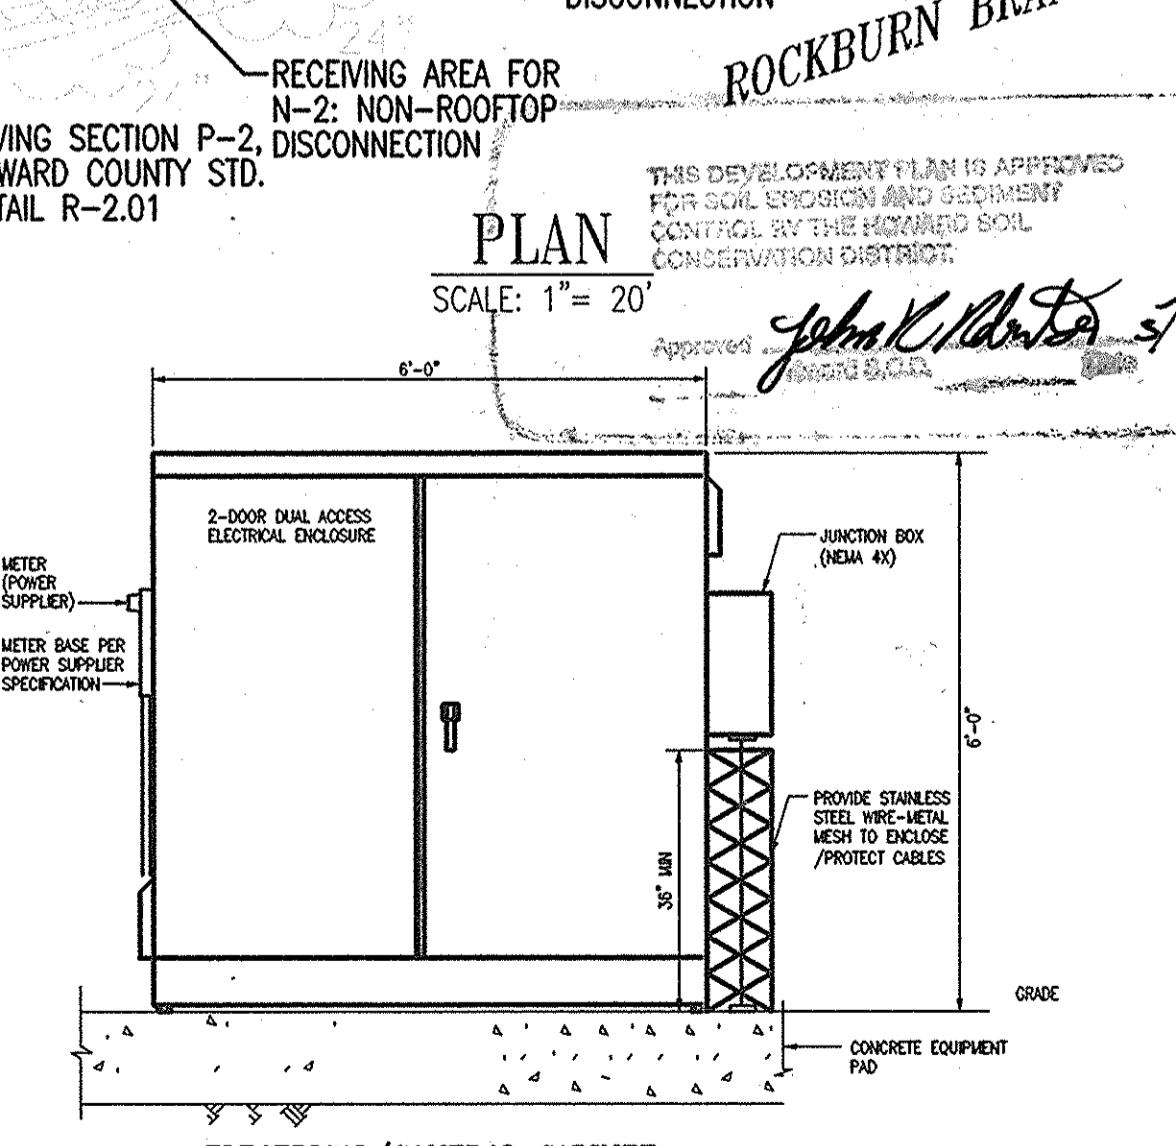 DISCONNECTION
ROCKBURN
24"
RECEIVING AREA FOR
N-2: NON-ROOFTOP
DISCONNECTION
VING SECTION P-2,
WARD COUNTY STD.
TAIL R-2.01
THIS DEVELOPMENT PLAN IS APPROVED
FOR SOIL EROSION AND SEDIMENT
CONTROL BY THE HOWARD SOIL
CONSERVATION DISTRICT.
PLAN
SCALE: 1"= 20'
Approved
Howard S.C.D.
Date
6'-0"
2-DOOR DUAL ACCESS
ELECTRICAL ENCLOSURE
JUNCTION BOX
(NEMA 4X)
METER
(POWER
SUPPLIER)
METER BASE PER
POWER SUPPLIER
SPECIFICATION
6'-0"
36" MIN
PROVIDE STAINLESS
STEEL WIRE-METAL
MESH TO ENCLOSE
/PROTECT CABLES
GRADE
CONCRETE EQUIPMENT
PAD